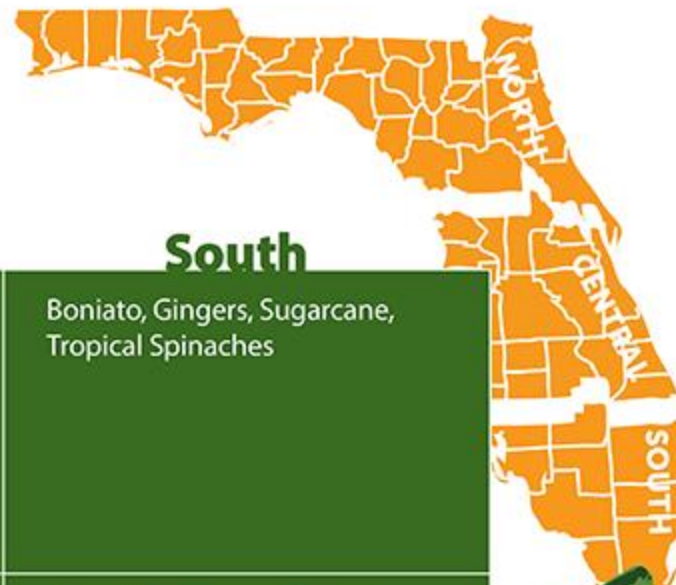 NORTH
South
CENTRAL
Boniato, Gingers, Sugarcane,
Tropical Spinaches
SOUTH